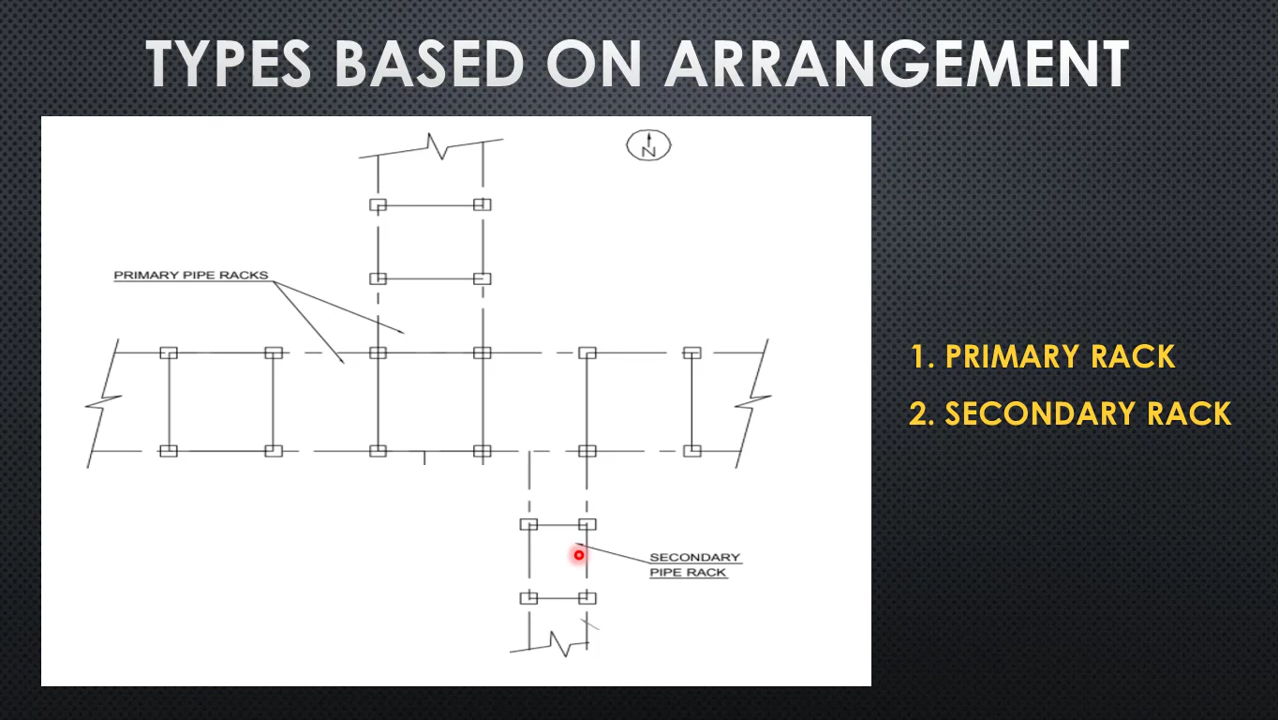 TYPES BASED ON ARRANGEMENT
N
PRIMARY PIPE RACKS
SECONDARY
PIPE RACK
1. PRIMARY RACK
2. SECONDARY RACK